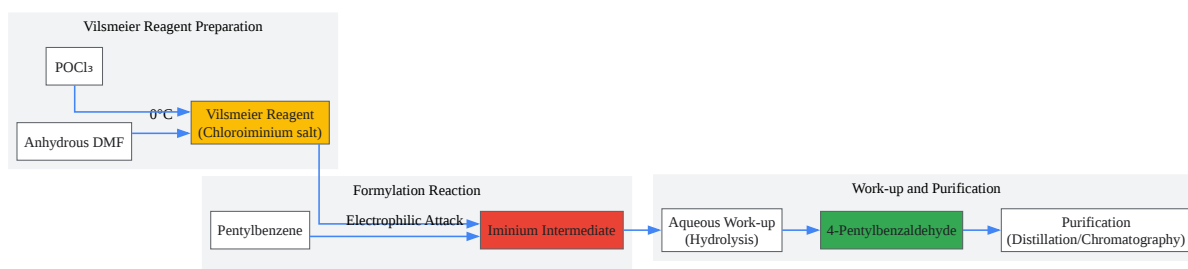 Vilsmeier Reagent Preparation
POCl₃
0°C
Anhydrous DMF
Vilsmeier Reagent
(Chloroiminium salt)
Formylation Reaction
Pentylbenzene
Electrophilic Attack
Iminium Intermediate
Work-up and Purification
Aqueous Work-up
(Hydrolysis)
4-Pentylbenzaldehyde
Purification
(Distillation/Chromatography)